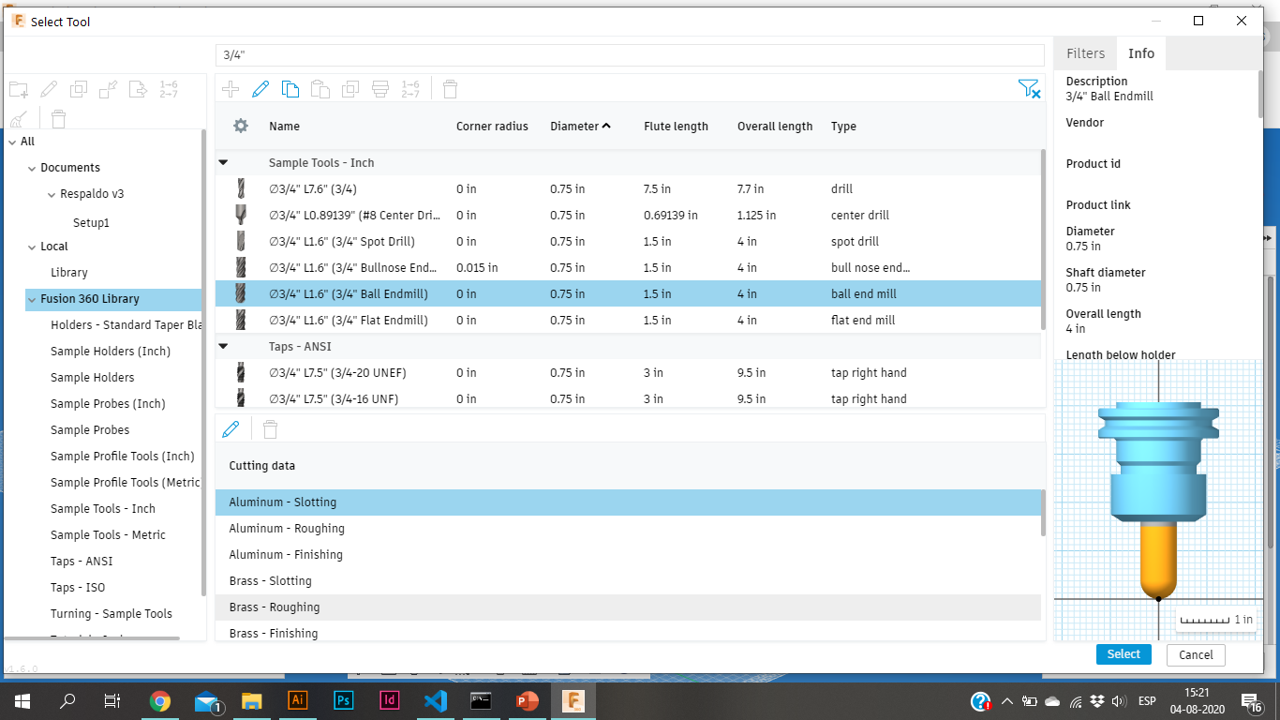 Select Tool
3/4"
Filters
Info
Name
Corner radius
Diameter
Flute length
Overall length
Type
Sample Tools - Inch
∅3/4" L7.6" (3/4) 0 in 0.75 in 7.5 in 7.7 in drill
∅3/4" L0.89139" (#8 Center Dri... 0 in 0.75 in 0.69139 in 1.125 in center drill
∅3/4" L1.6" (3/4" Spot Drill) 0 in 0.75 in 1.5 in 4 in spot drill
∅3/4" L1.6" (3/4" Bullnose End... 0.015 in 0.75 in 1.5 in 4 in bull nose end...
∅3/4" L1.6" (3/4" Ball Endmill) 0 in 0.75 in 1.5 in 4 in ball end mill
∅3/4" L1.6" (3/4" Flat Endmill) 0 in 0.75 in 1.5 in 4 in flat end mill
Taps - ANSI
∅3/4" L7.5" (3/4-20 UNEF) 0 in 0.75 in 3 in 9.5 in tap right hand
∅3/4" L7.5" (3/4-16 UNF) 0 in 0.75 in 3 in 9.5 in tap right hand
Cutting data
Aluminum - Slotting
Aluminum - Roughing
Aluminum - Finishing
Brass - Slotting
Brass - Roughing
Brass - Finishing
All
Documents
Respaldo v3
Setup1
Local
Library
Fusion 360 Library
Holders - Standard Taper Bla
Sample Holders (Inch)
Sample Holders
Sample Probes (Inch)
Sample Probes
Sample Profile Tools (Inch)
Sample Profile Tools (Metric
Sample Tools - Inch
Sample Tools - Metric
Taps - ANSI
Taps - ISO
Turning - Sample Tools
v1.6.0
Description
3/4" Ball Endmill
Vendor
Product id
Product link
Diameter
0.75 in
Shaft diameter
0.75 in
Overall length
4 in
Length below holder
1 in
Select
Cancel
1
Ai
Ps
Id
ESP
15:21
04-08-2020
16